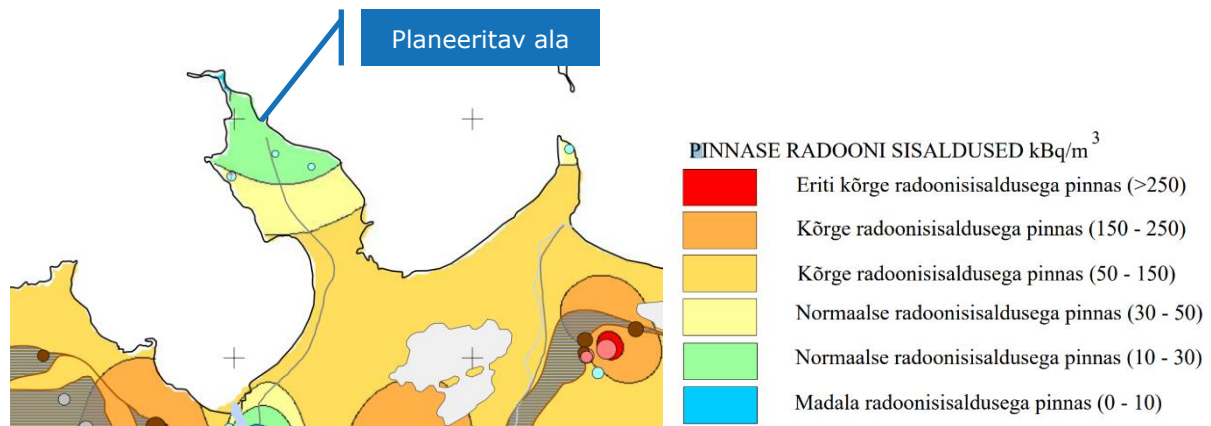 Planeeritav ala
PINNASE RADOONI SISALDUSED kBq/m³
Eriti kõrge radoonisisaldusega pinnas (>250)
Kõrge radoonisisaldusega pinnas (150 - 250)
Kõrge radoonisisaldusega pinnas (50 - 150)
Normaalse radoonisisaldusega pinnas (30 - 50)
Normaalse radoonisisaldusega pinnas (10 - 30)
Madala radoonisisaldusega pinnas (0 - 10)